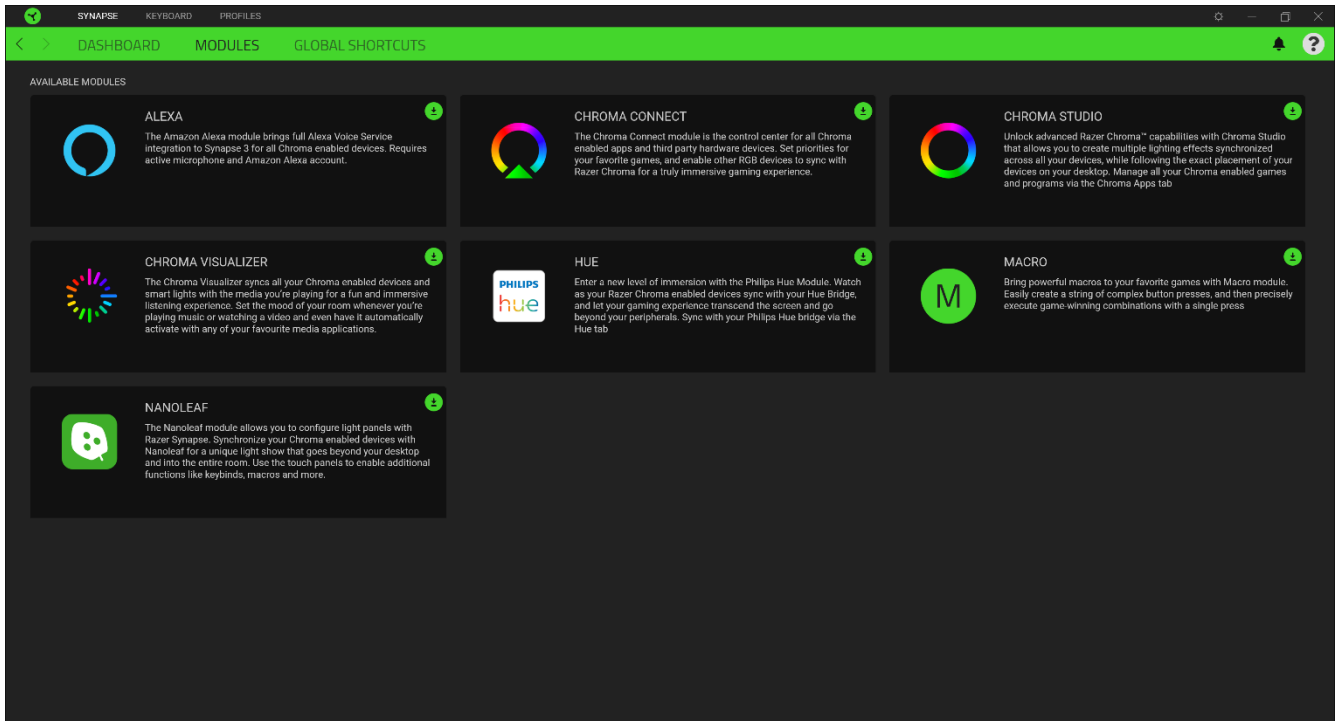 SYNAPSE KEYBOARD PROFILES
DASHBOARD MODULES GLOBAL SHORTCUTS
?
AVAILABLE MODULES
ALEXA
The Amazon Alexa module brings full Alexa Voice Service
integration to Synapse 3 for all Chroma enabled devices. Requires
active microphone and Amazon Alexa account.
CHROMA CONNECT
The Chroma Connect module is the control center for all Chroma
enabled apps and third party hardware devices. Set priorities for
your favorite games, and enable other RGB devices to sync with
Razer Chroma for a truly immersive gaming experience.
CHROMA STUDIO
Unlock advanced Razer Chroma™ capabilities with Chroma Studio
that allows you to create multiple lighting effects synchronized
across all your devices, while following the exact placement of your
devices on your desktop. Manage all your Chroma enabled games
and programs via the Chroma Apps tab
CHROMA VISUALIZER
The Chroma Visualizer syncs all your Chroma enabled devices and
smart lights with the media you're playing for a fun and immersive
listening experience. Set the mood of your room whenever you're
playing music or watching a video and even have it automatically
activate with any of your favourite media applications.
PHILIPS
hue
HUE
Enter a new level of immersion with the Philips Hue Module. Watch
as your Razer Chroma enabled devices sync with your Hue Bridge,
and let your gaming experience transcend the screen and go
beyond your peripherals. Sync with your Philips Hue bridge via the
Hue tab
M
MACRO
Bring powerful macros to your favorite games with Macro module.
Easily create a string of complex button presses, and then precisely
execute game-winning combinations with a single press
NANOLEAF
The Nanoleaf module allows you to configure light panels with
Razer Synapse. Synchronize your Chroma enabled devices with
Nanoleaf for a unique light show that goes beyond your desktop
and into the entire room. Use the touch panels to enable additional
functions like keybinds, macros and more.